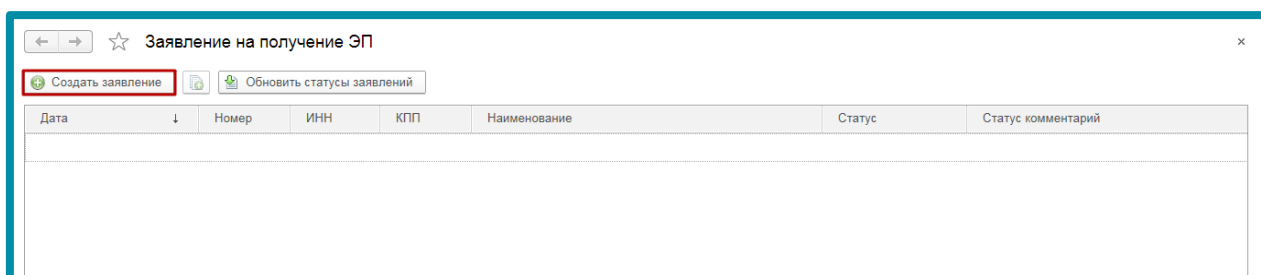 Заявление на получение ЭП
Создать заявление Обновить статусы заявлений
Дата ↓ Номер ИНН КПП Наименование Статус Статус комментарий